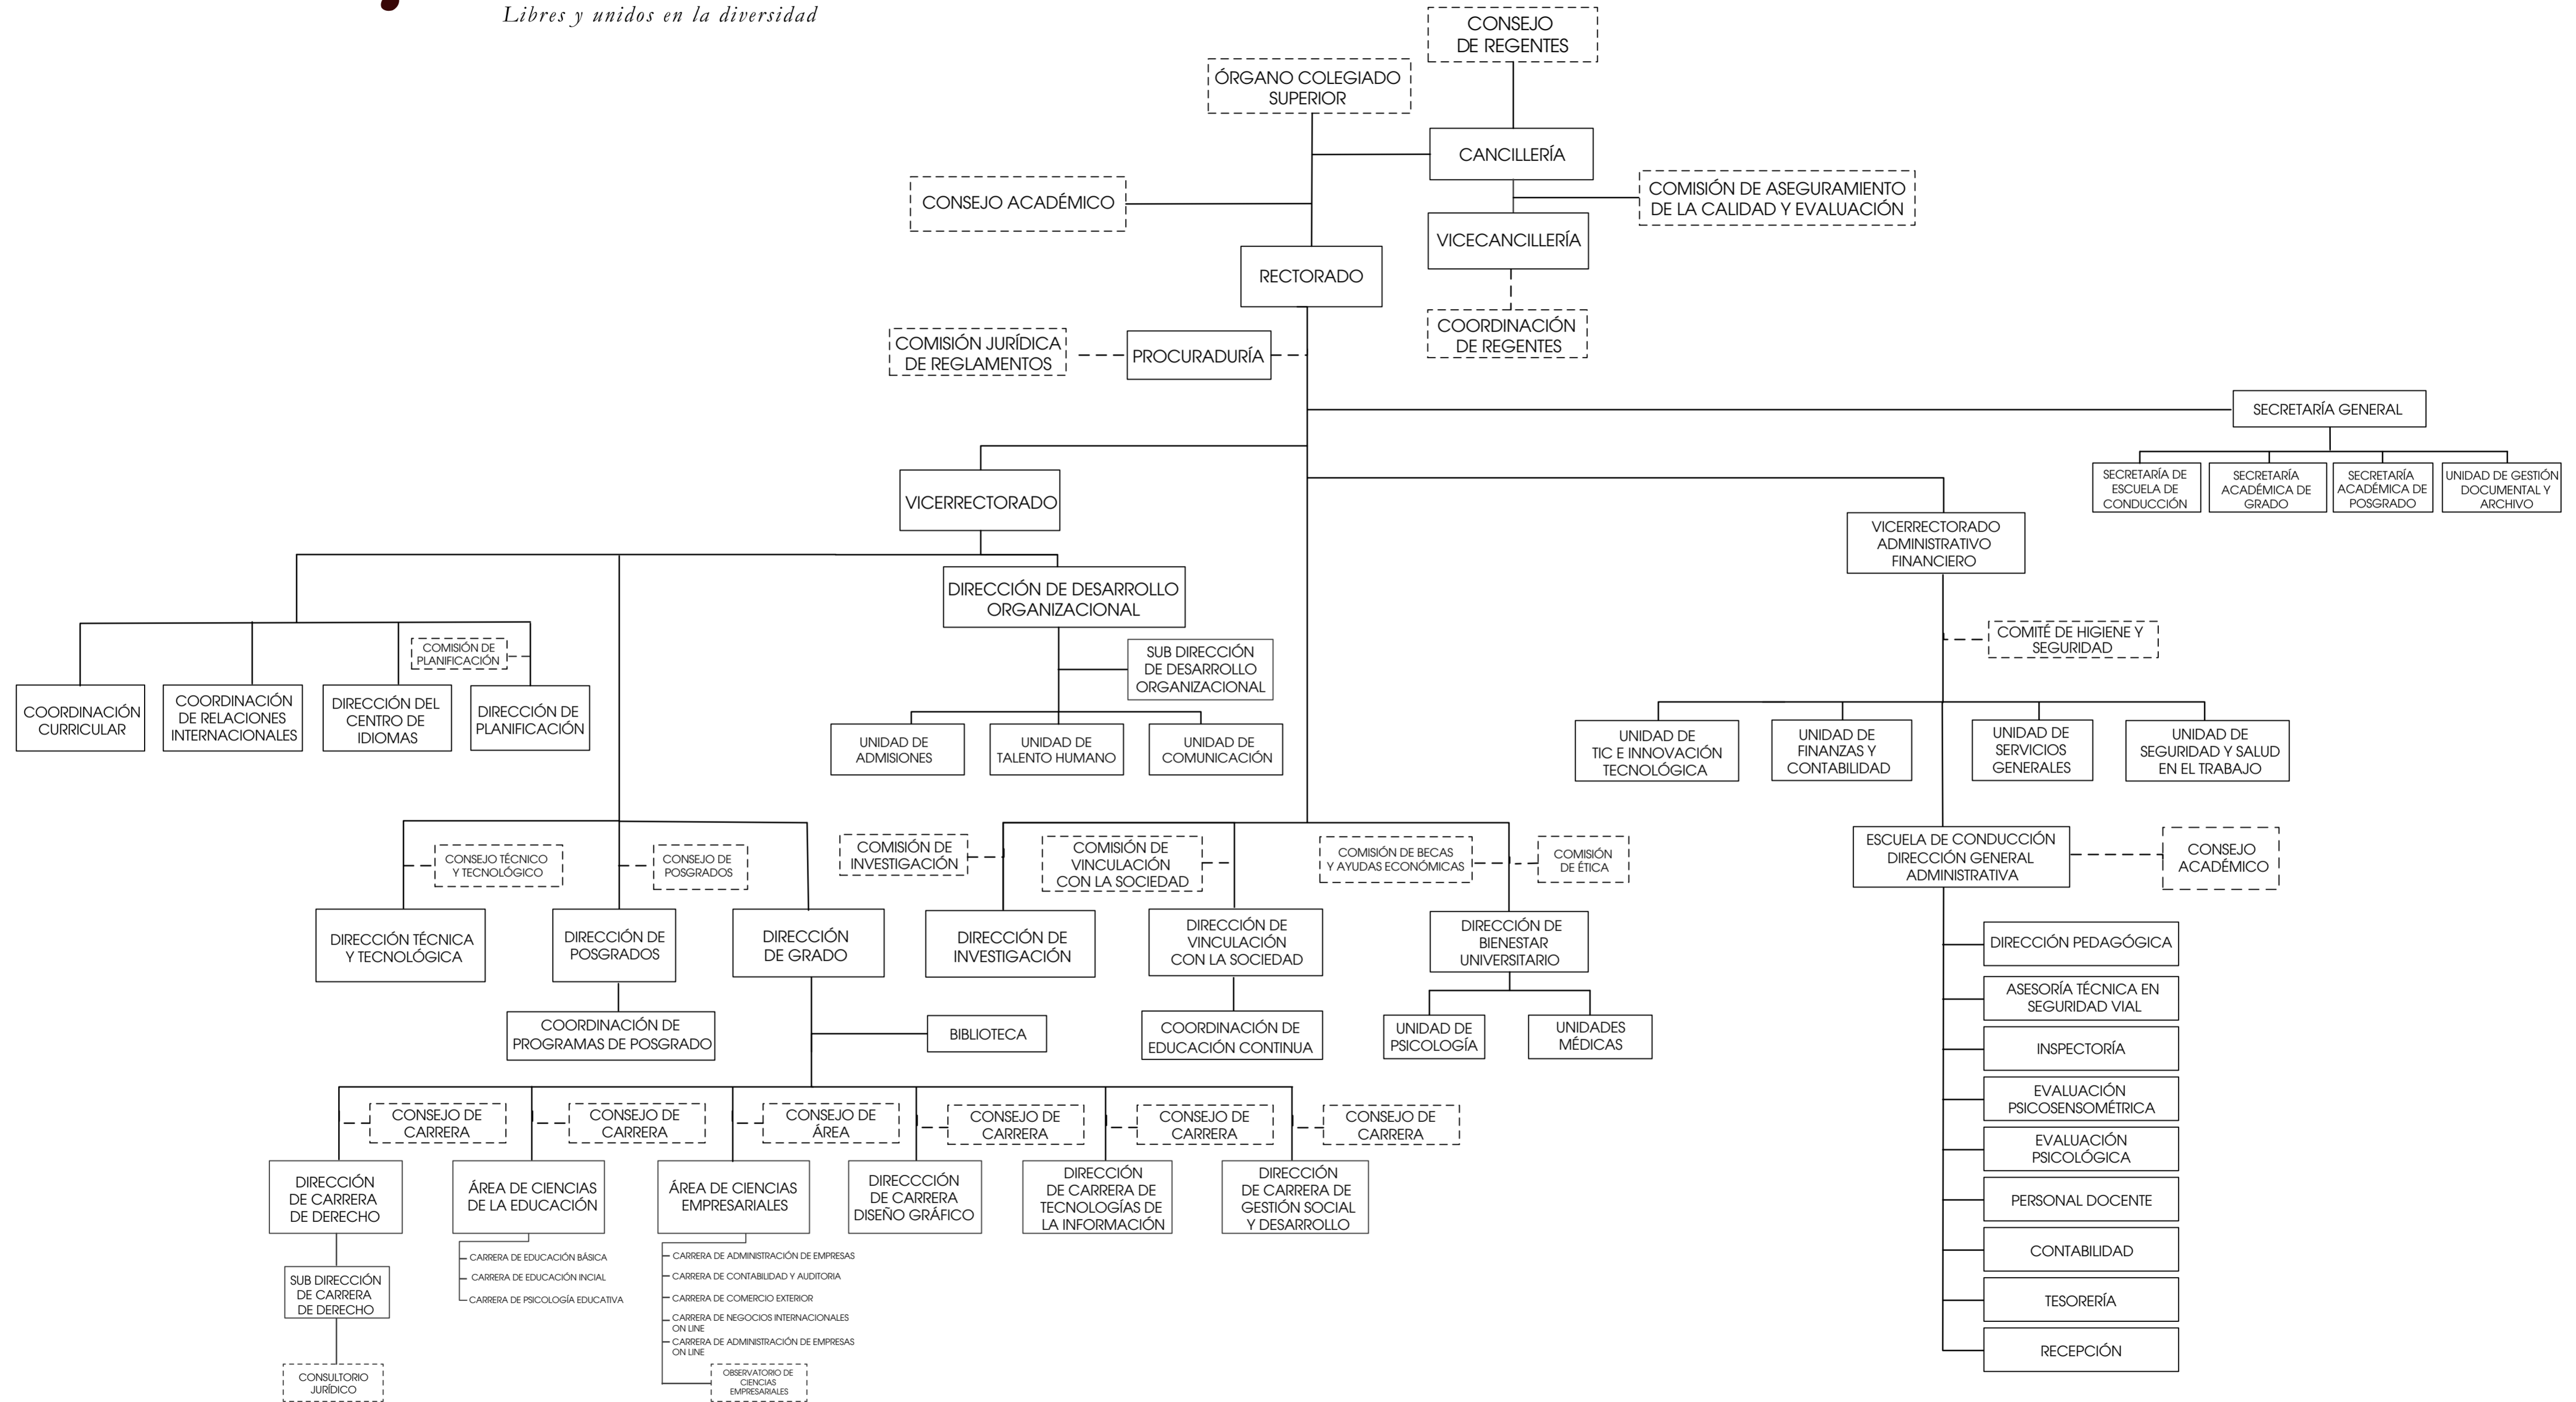 Libres y unidos en la diversidad
CONSEJO
DE REGENTES
ÓRGANO COLEGIADO
SUPERIOR
CANCILLERÍA
CONSEJO ACADÉMICO
COMISIÓN DE ASEGURAMIENTO
DE LA CALIDAD Y EVALUACIÓN
VICECANCILLERÍA
RECTORADO
COORDINACIÓN
DE REGENTES
COMISIÓN JURÍDICA
DE REGLAMENTOS
PROCURADURÍA
SECRETARÍA GENERAL
SECRETARÍA DE
ESCUELA DE
CONDUCCIÓN
SECRETARÍA
ACADÉMICA DE
GRADO
SECRETARÍA
ACADÉMICA DE
POSGRADO
UNIDAD DE GESTIÓN
DOCUMENTAL Y
ARCHIVO
VICERRECTORADO
VICERRECTORADO
ADMINISTRATIVO
FINANCIERO
DIRECCIÓN DE DESARROLLO
ORGANIZACIONAL
COMITÉ DE HIGIENE Y
SEGURIDAD
COMISIÓN DE
PLANIFICACIÓN
SUB DIRECCIÓN
DE DESARROLLO
ORGANIZACIONAL
COORDINACIÓN
CURRICULAR
COORDINACIÓN
DE RELACIONES
INTERNACIONALES
DIRECCIÓN DEL
CENTRO DE
IDIOMAS
DIRECCIÓN DE
PLANIFICACIÓN
UNIDAD DE
ADMISIONES
UNIDAD DE
TALENTO HUMANO
UNIDAD DE
COMUNICACIÓN
UNIDAD DE
TIC E INNOVACIÓN
TECNOLÓGICA
UNIDAD DE
FINANZAS Y
CONTABILIDAD
UNIDAD DE
SERVICIOS
GENERALES
UNIDAD DE
SEGURIDAD Y SALUD
EN EL TRABAJO
CONSEJO TÉCNICO
Y TECNOLÓGICO
CONSEJO DE
POSGRADOS
COMISIÓN DE
INVESTIGACIÓN
COMISIÓN DE
VINCULACIÓN
CON LA SOCIEDAD
COMISIÓN DE BECAS
Y AYUDAS ECONÓMICAS
COMISIÓN
DE ÉTICA
ESCUELA DE CONDUCCIÓN
DIRECCIÓN GENERAL
ADMINISTRATIVA
CONSEJO
ACADÉMICO
DIRECCIÓN TÉCNICA
Y TECNOLÓGICA
DIRECCIÓN DE
POSGRADOS
DIRECCIÓN
DE GRADO
DIRECCIÓN DE
INVESTIGACIÓN
DIRECCIÓN DE
VINCULACIÓN
CON LA SOCIEDAD
DIRECCIÓN DE
BIENESTAR
UNIVERSITARIO
COORDINACIÓN DE
PROGRAMAS DE POSGRADO
BIBLIOTECA
COORDINACIÓN DE
EDUCACIÓN CONTINUA
UNIDAD DE
PSICOLOGÍA
UNIDADES
MÉDICAS
DIRECCIÓN PEDAGÓGICA
ASESORÍA TÉCNICA EN
SEGURIDAD VIAL
INSPECTORÍA
EVALUACIÓN
PSICOSENSOMÉTRICA
EVALUACIÓN
PSICOLÓGICA
PERSONAL DOCENTE
CONTABILIDAD
TESORERÍA
RECEPCIÓN
CONSEJO DE
CARRERA
CONSEJO DE
CARRERA
CONSEJO DE
ÁREA
CONSEJO DE
CARRERA
CONSEJO DE
CARRERA
CONSEJO DE
CARRERA
DIRECCIÓN
DE CARRERA
DE DERECHO
ÁREA DE CIENCIAS
DE LA EDUCACIÓN
ÁREA DE CIENCIAS
EMPRESARIALES
DIRECCCIÓN
DE CARRERA
DISEÑO GRÁFICO
DIRECCIÓN
DE CARRERA DE
TECNOLOGÍAS DE
LA INFORMACIÓN
DIRECCIÓN
DE CARRERA DE
GESTIÓN SOCIAL
Y DESARROLLO
SUB DIRECCIÓN
DE CARRERA
DE DERECHO
CONSULTORIO
JURÍDICO
CARRERA DE EDUCACIÓN BÁSICA
CARRERA DE EDUCACIÓN INCIAL
CARRERA DE PSICOLOGÍA EDUCATIVA
CARRERA DE ADMINISTRACIÓN DE EMPRESAS
CARRERA DE CONTABILIDAD Y AUDITORIA
CARRERA DE COMERCIO EXTERIOR
CARRERA DE NEGOCIOS INTERNACIONALES
ON LINE
CARRERA DE ADMINISTRACIÓN DE EMPRESAS
ON LINE
OBSERVATORIO DE
CIENCIAS
EMPRESARIALES